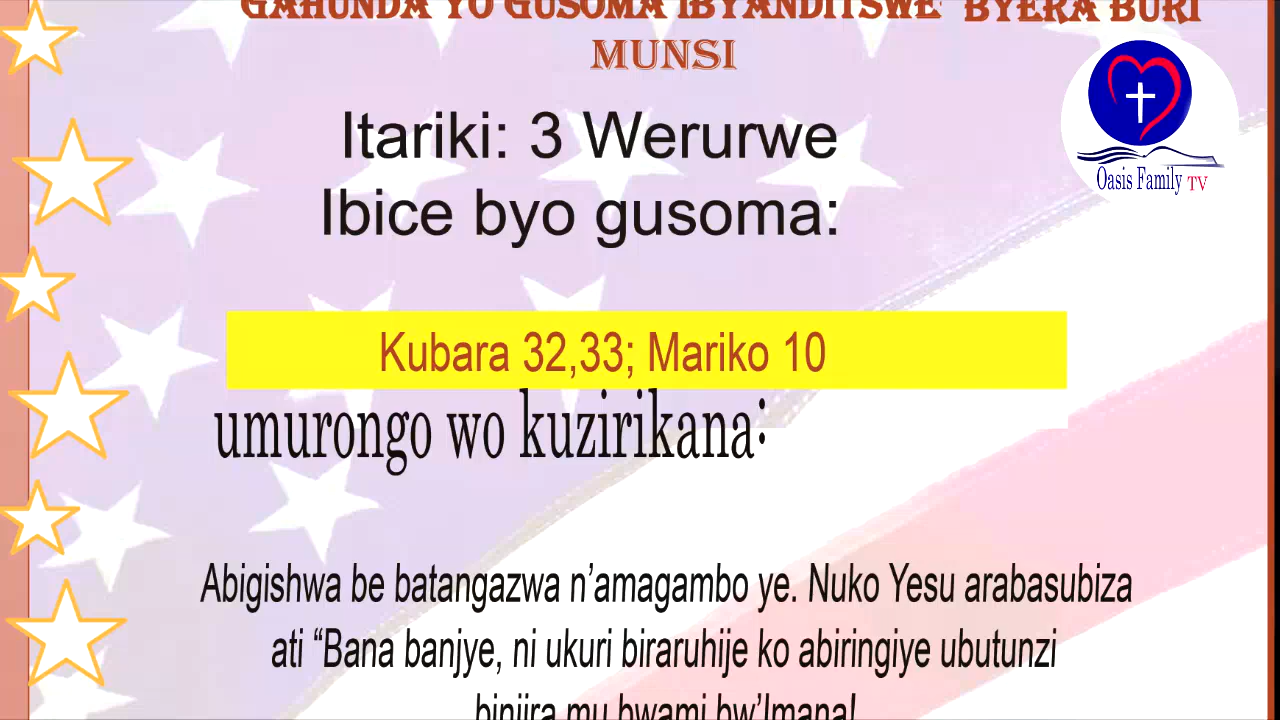 GAHUNDA YO GUSOMA IBYANDITSWE BYERA BURI
MUNSI
Oasis Family TV
Itariki: 3 Werurwe
Ibice byo gusoma:
Kubara 32,33; Mariko 10
umurongo wo kuzirikana:
Abigishwa be batangazwa n’amagambo ye. Nuko Yesu arabasubiza
ati “Bana banjye, ni ukuri biraruhije ko abiringiye ubutunzi
binjira mu bwami bw’Imana!